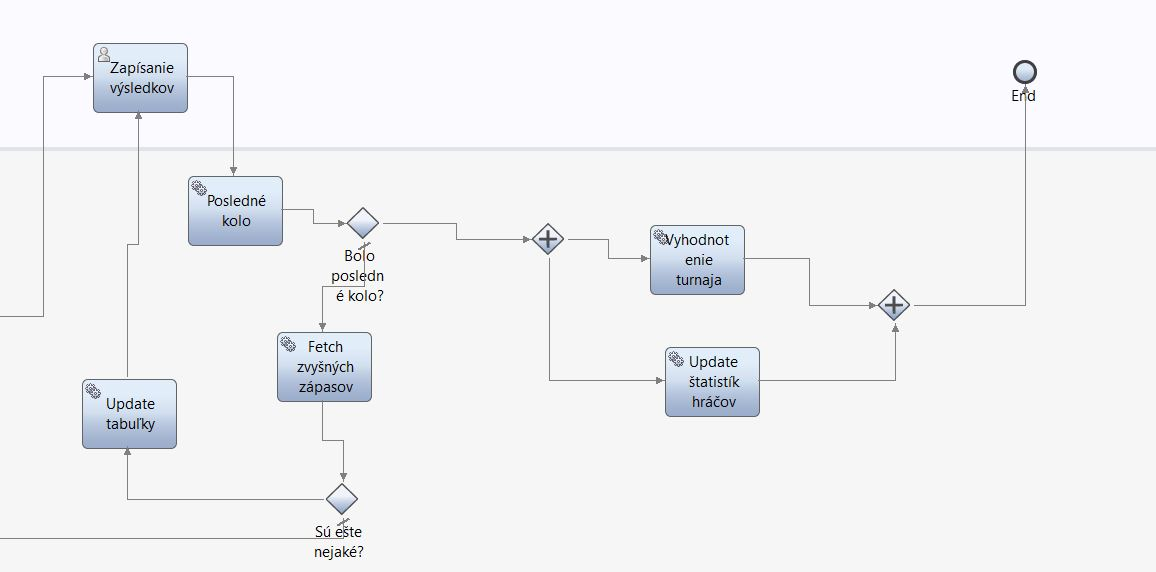 Zapísanie
výsledkov
End
Posledné
kolo
Bolo
posledn
é kolo?
Vyhodnot
enie
turnaja
Fetch
zvyšných
zápasov
Update
štatistík
hráčov
Update
tabuľky
Sú ešte
nejaké?